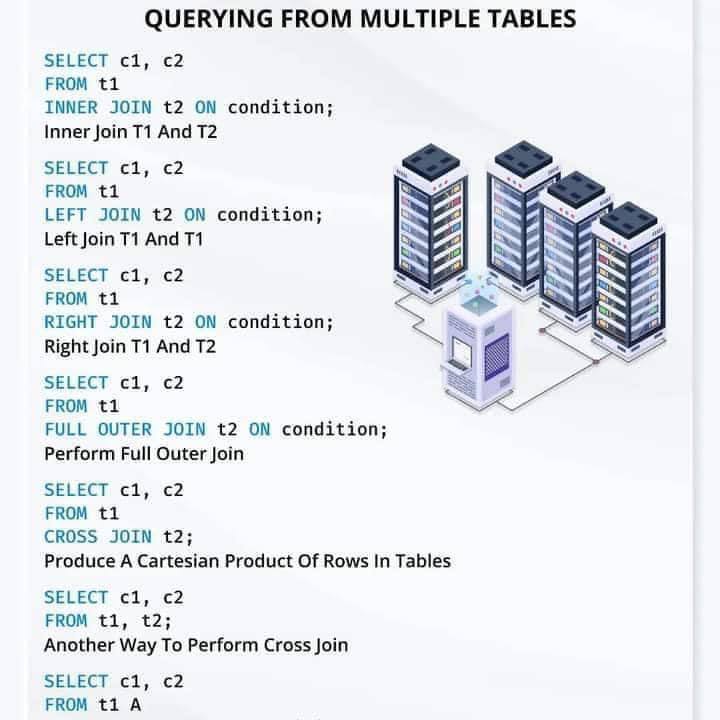 QUERYING FROM MULTIPLE TABLES
SELECT c1, c2
FROM t1
INNER JOIN t2 ON condition;
Inner Join T1 And T2
SELECT c1, c2
FROM t1
LEFT JOIN t2 ON condition;
Left Join T1 And T1
SELECT c1, c2
FROM t1
RIGHT JOIN t2 ON condition;
Right Join T1 And T2
SELECT c1, c2
FROM t1
FULL OUTER JOIN t2 ON condition;
Perform Full Outer Join
SELECT c1, c2
FROM t1
CROSS JOIN t2;
Produce A Cartesian Product Of Rows In Tables
SELECT c1, c2
FROM t1, t2;
Another Way To Perform Cross Join
SELECT c1, c2
FROM t1 A